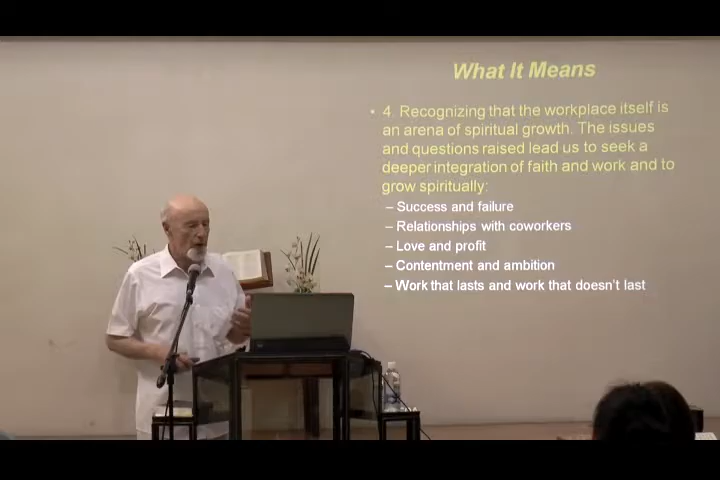 What It Means
• 4. Recognizing that the workplace itself is
an arena of spiritual growth. The issues
and questions raised lead us to seek a
deeper integration of faith and work and to
grow spiritually:
– Success and failure
– Relationships with coworkers
– Love and profit
– Contentment and ambition
– Work that lasts and work that doesn't last